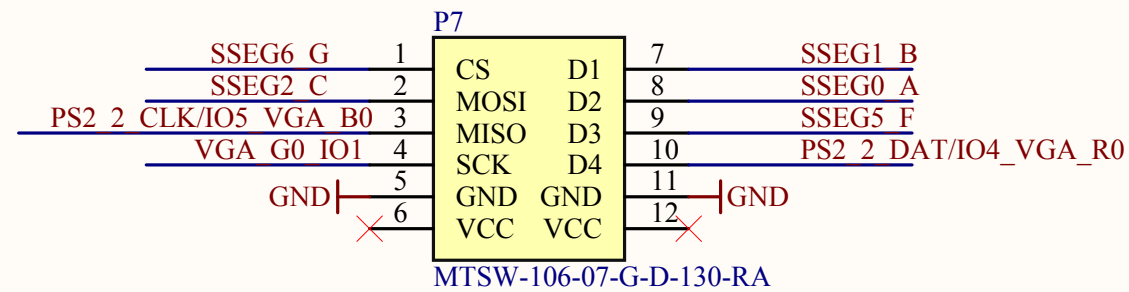 P7
SSEG6_G 1 CS D1 7 SSEG1_B
SSEG2_C 2 MOSI D2 8 SSEG0_A
PS2_2_CLK/IO5_VGA_B0 3 MISO D3 9 SSEG5_F
VGA_G0_IO1 4 SCK D4 10 PS2_2_DAT/IO4_VGA_R0
GND 5 GND GND 11 GND
6 VCC VCC 12
MTSW-106-07-G-D-130-RA